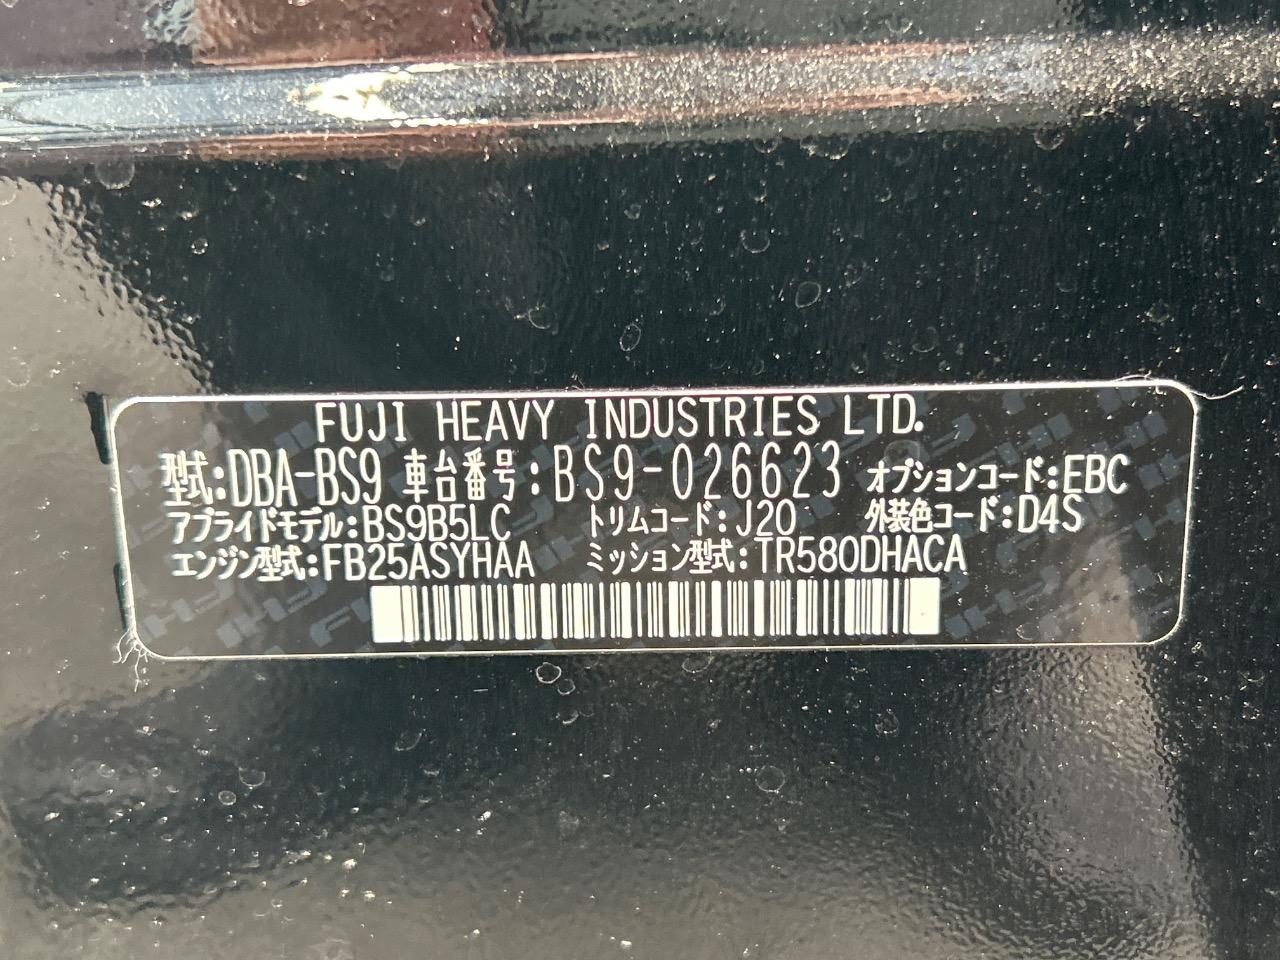 FUJI HEAVY INDUSTRIES LTD.
型式:DBA-BS9 車台番号:BS9-026623 オプションコード:EBC
アプライドモデル:BS9B5LC トリムコード:J20 外装色コード:D4S
エンジン型式:FB25ASYHAA ミッション型式:TR580DHACA